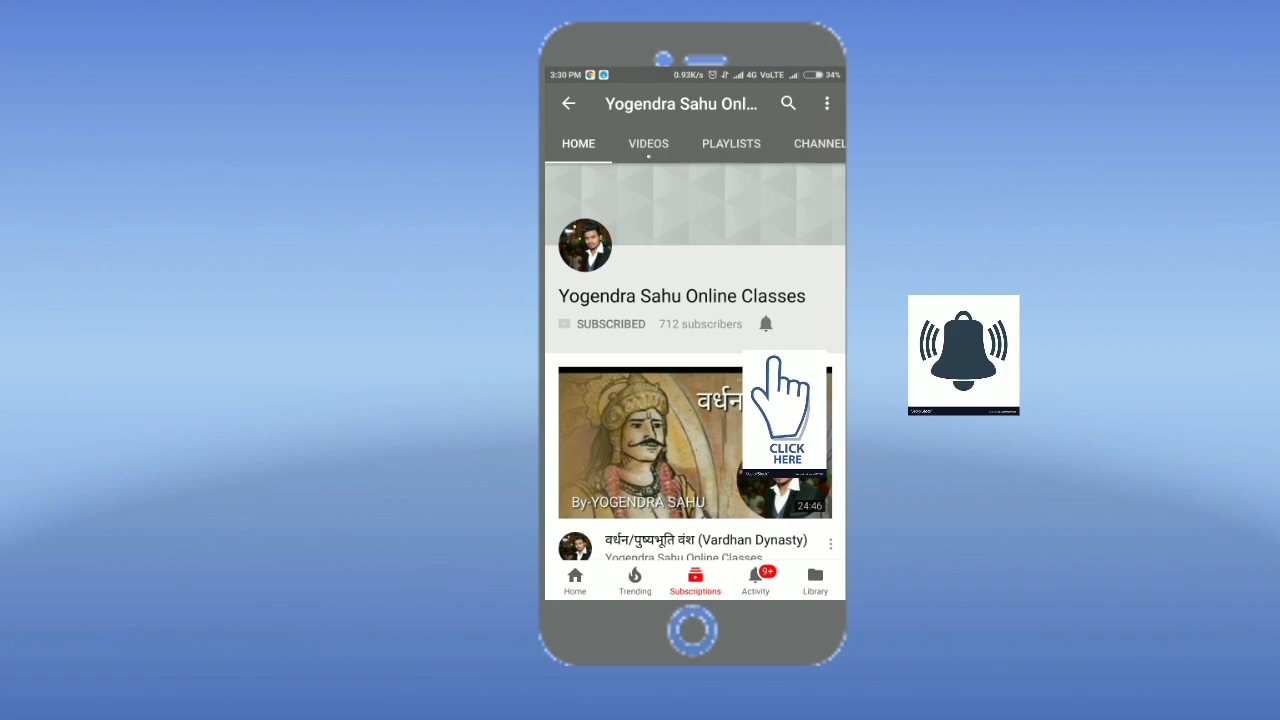 3:30 PM 0.93K/s 4G VoLTE 34%
Yogendra Sahu Onl...
HOME VIDEOS PLAYLISTS CHANNEL
Yogendra Sahu Online Classes
SUBSCRIBED 712 subscribers
वर्धन
CLICK
HERE
VectorStock
By-YOGENDRA SAHU
24:46
वर्धन/पुष्यभूति वंश (Vardhan Dynasty)
Yogendra Sahu Online Classes
9+
Home Trending Subscriptions Activity Library
VectorStock